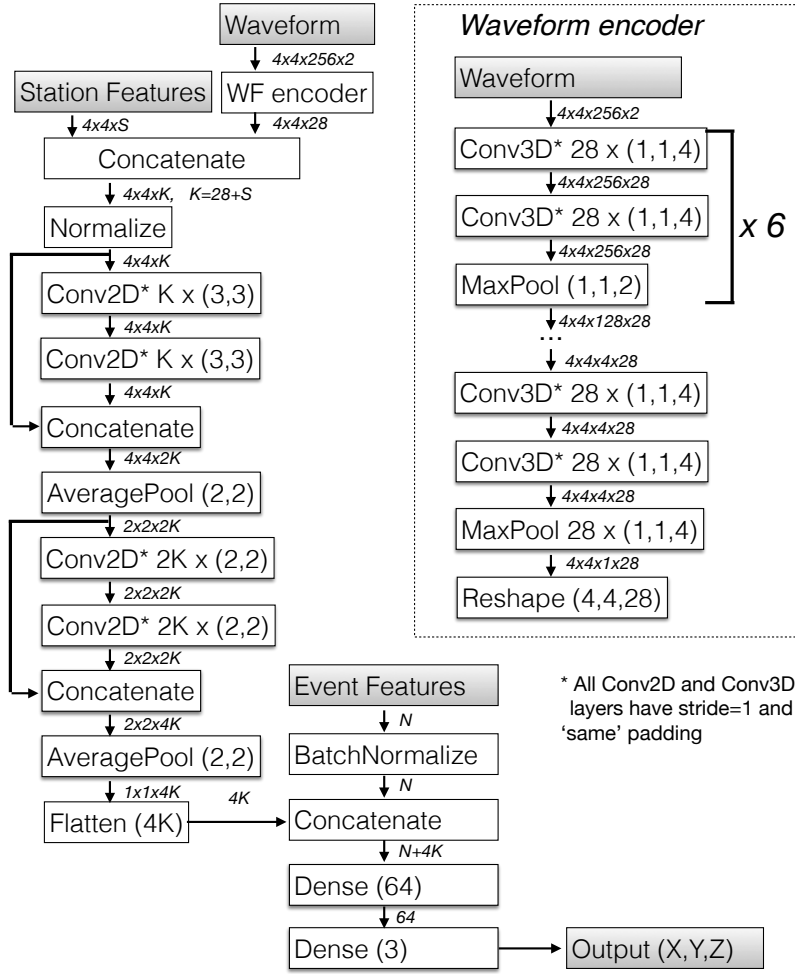 Waveform
4x4x256x2
Station Features
WF encoder
4x4xS
4x4x28
Concatenate
4x4xK, K=28+S
Normalize
4x4xK
Conv2D* K x (3,3)
4x4xK
Conv2D* K x (3,3)
4x4xK
Concatenate
4x4x2K
AveragePool (2,2)
2x2x2K
Conv2D* 2K x (2,2)
2x2x2K
Conv2D* 2K x (2,2)
2x2x2K
Concatenate
2x2x4K
AveragePool (2,2)
1x1x4K
Flatten (4K)
4K
Event Features
N
BatchNormalize
N
Concatenate
N+4K
Dense (64)
64
Dense (3)
Output (X,Y,Z)
Waveform encoder
Waveform
4x4x256x2
Conv3D* 28 x (1,1,4)
4x4x256x28
Conv3D* 28 x (1,1,4)
4x4x256x28
MaxPool (1,1,2)
x 6
4x4x128x28
...
4x4x4x28
Conv3D* 28 x (1,1,4)
4x4x4x28
Conv3D* 28 x (1,1,4)
4x4x4x28
MaxPool 28 x (1,1,4)
4x4x1x28
Reshape (4,4,28)
* All Conv2D and Conv3D
layers have stride=1 and
‘same’ padding